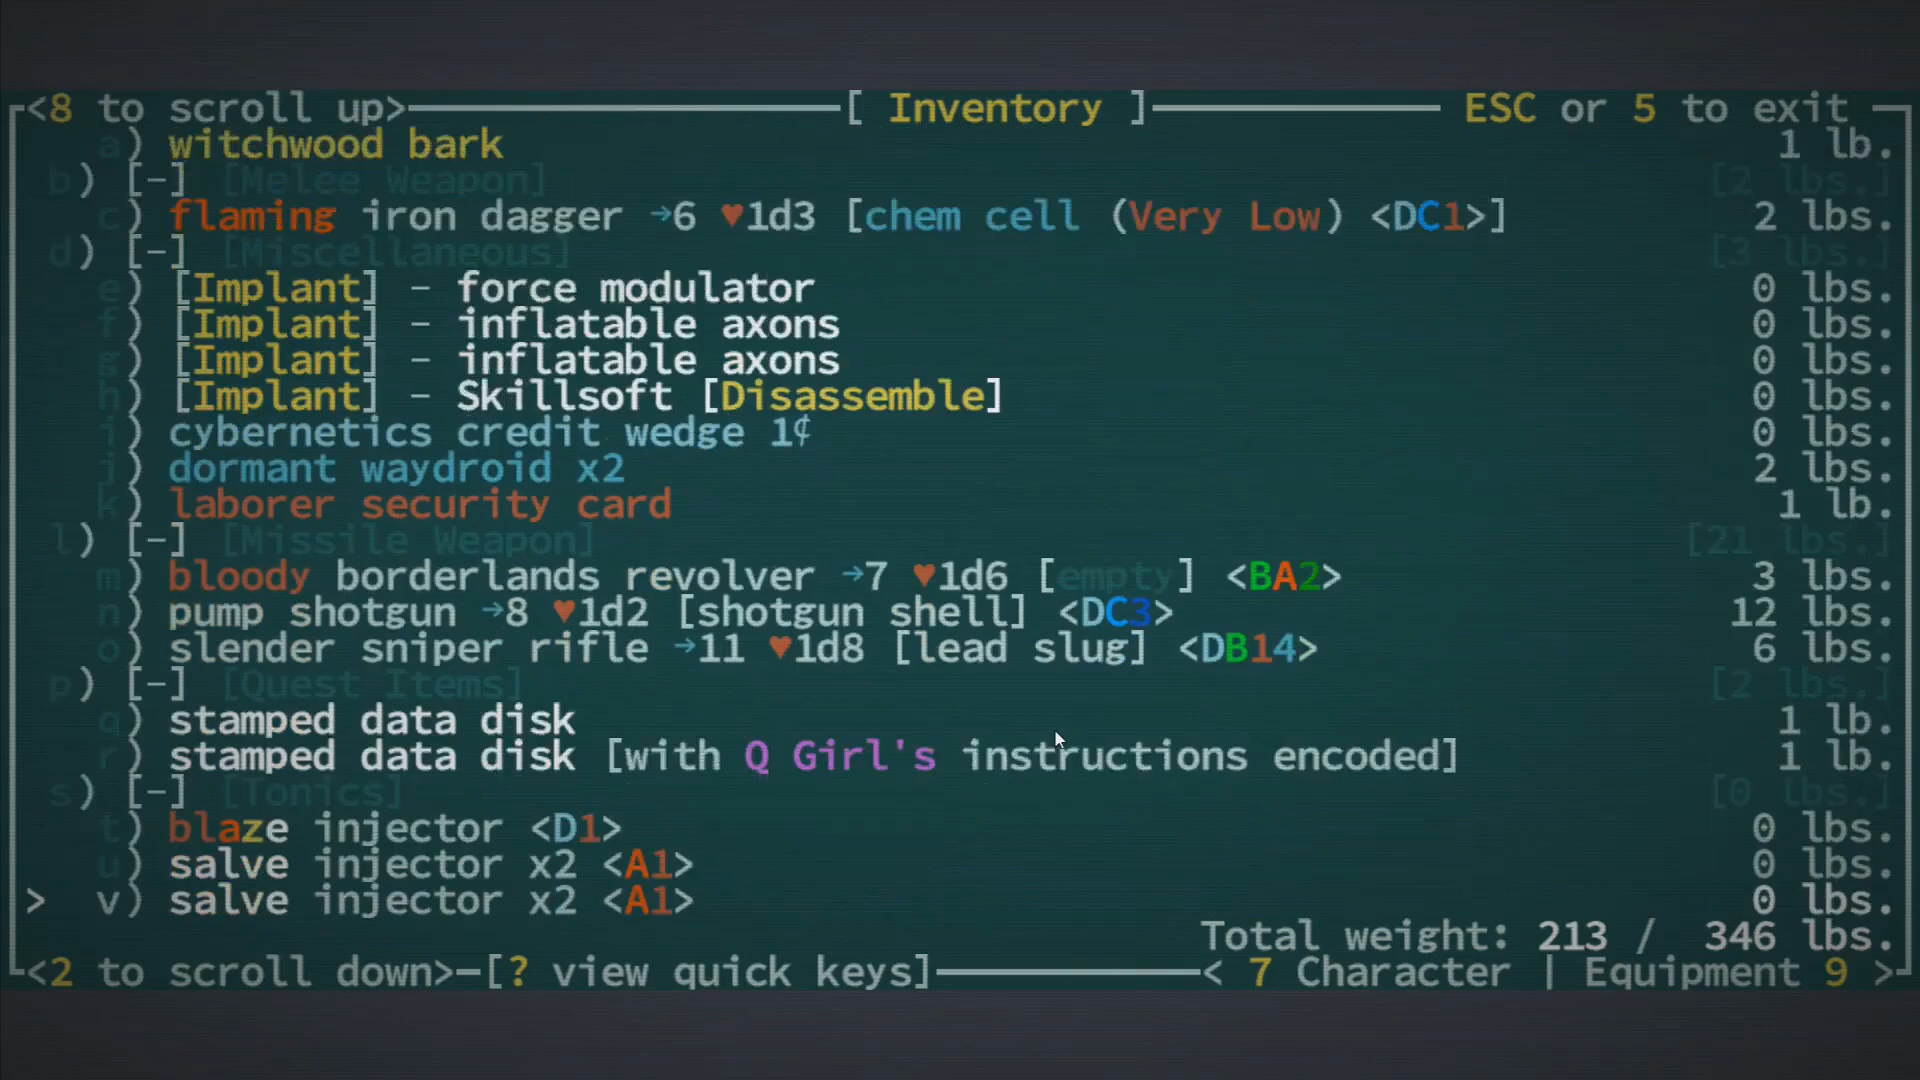 <8 to scroll up> [ Inventory ] ESC or 5 to exit
a) witchwood bark 1 lb.
b) [-] [Melee Weapon] [2 lbs.]
c) flaming iron dagger →6 ♥1d3 [chem cell (Very Low) <DC1>] 2 lbs.
d) [-] [Miscellaneous] [3 lbs.]
e) [Implant] - force modulator 0 lbs.
f) [Implant] - inflatable axons 0 lbs.
g) [Implant] - inflatable axons 0 lbs.
h) [Implant] - Skillsoft [Disassemble] 0 lbs.
i) cybernetics credit wedge 1¢ 0 lbs.
j) dormant waydroid x2 2 lbs.
k) laborer security card 1 lb.
l) [-] [Missile Weapon] [21 lbs.]
m) bloody borderlands revolver →7 ♥1d6 [empty] <BA2> 3 lbs.
n) pump shotgun →8 ♥1d2 [shotgun shell] <DC3> 12 lbs.
o) slender sniper rifle →11 ♥1d8 [lead slug] <DB14> 6 lbs.
p) [-] [Quest Items] [2 lbs.]
q) stamped data disk 1 lb.
r) stamped data disk [with Q Girl's instructions encoded] 1 lb.
s) [-] [Tonics] [0 lbs.]
t) blaze injector <D1> 0 lbs.
u) salve injector x2 <A1> 0 lbs.
> v) salve injector x2 <A1> 0 lbs.
Total weight: 213 / 346 lbs.
<2 to scroll down> [? view quick keys] < 7 Character | Equipment 9 >